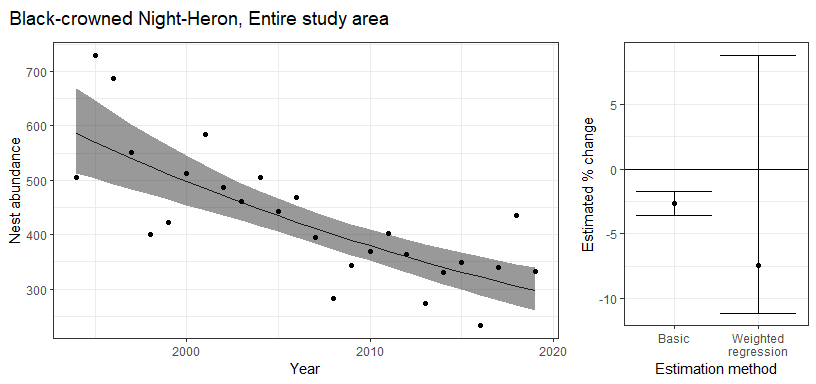 Black-crowned Night-Heron, Entire study area
Nest abundance
700
600
500
400
300
2000
2010
2020
Year
Estimated % change
5
0
-5
-10
Basic
Weighted
regression
Estimation method